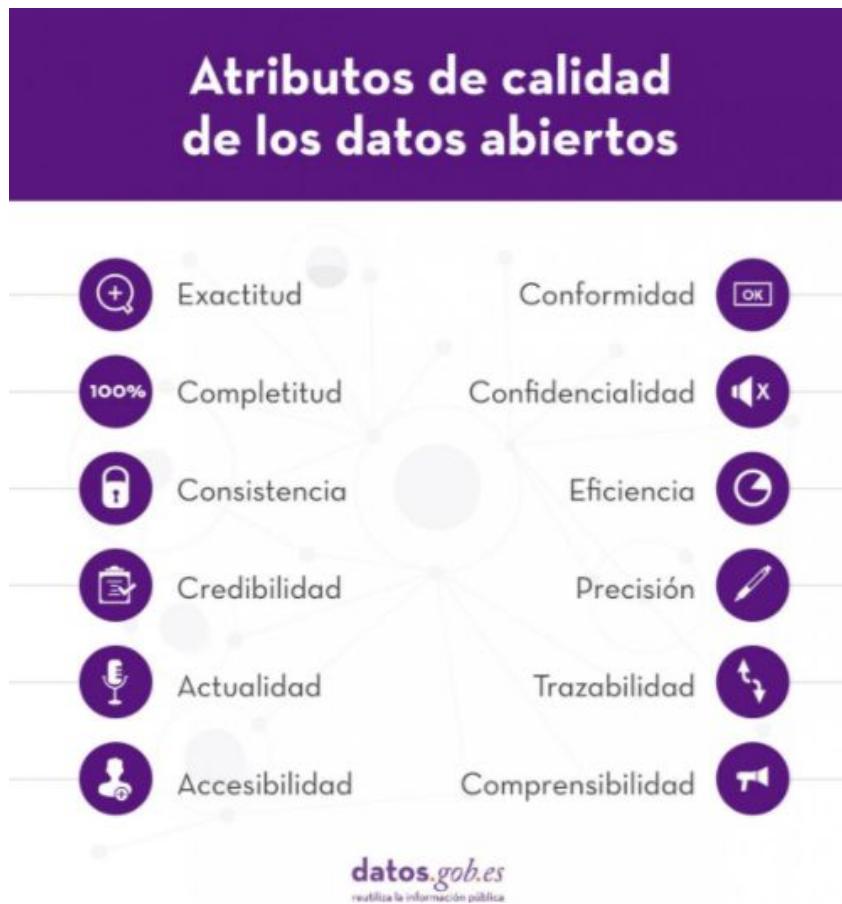 Atributos de calidad
de los datos abiertos
Exactitud
Conformidad
OK
100%
Completitud
Confidencialidad
X
Consistencia
Eficiencia
Credibilidad
Precisión
Actualidad
Trazabilidad
Accesibilidad
Comprensibilidad
datos.gob.es
reutiliza la información pública